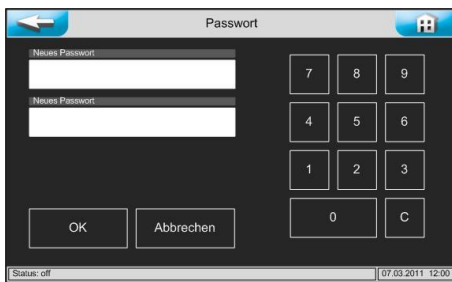 Passwort
Neues Passwort
Neues Passwort
7 8 9
4 5 6
1 2 3
0 C
OK Abbrechen
Status: off 07.03.2011 12:00